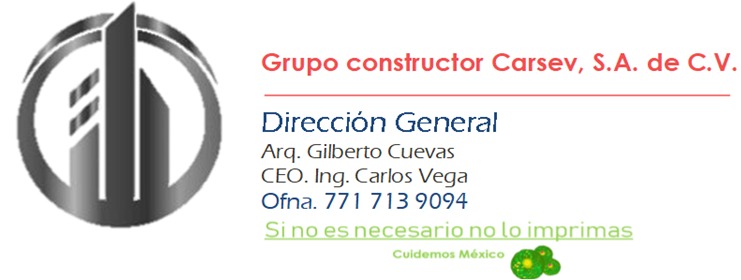 Grupo constructor Carsev, S.A. de C.V.
Dirección General
Arq. Gilberto Cuevas
CEO. Ing. Carlos Vega
Ofna. 771 713 9094
Si no es necesario no lo imprimas
Cuidemos México